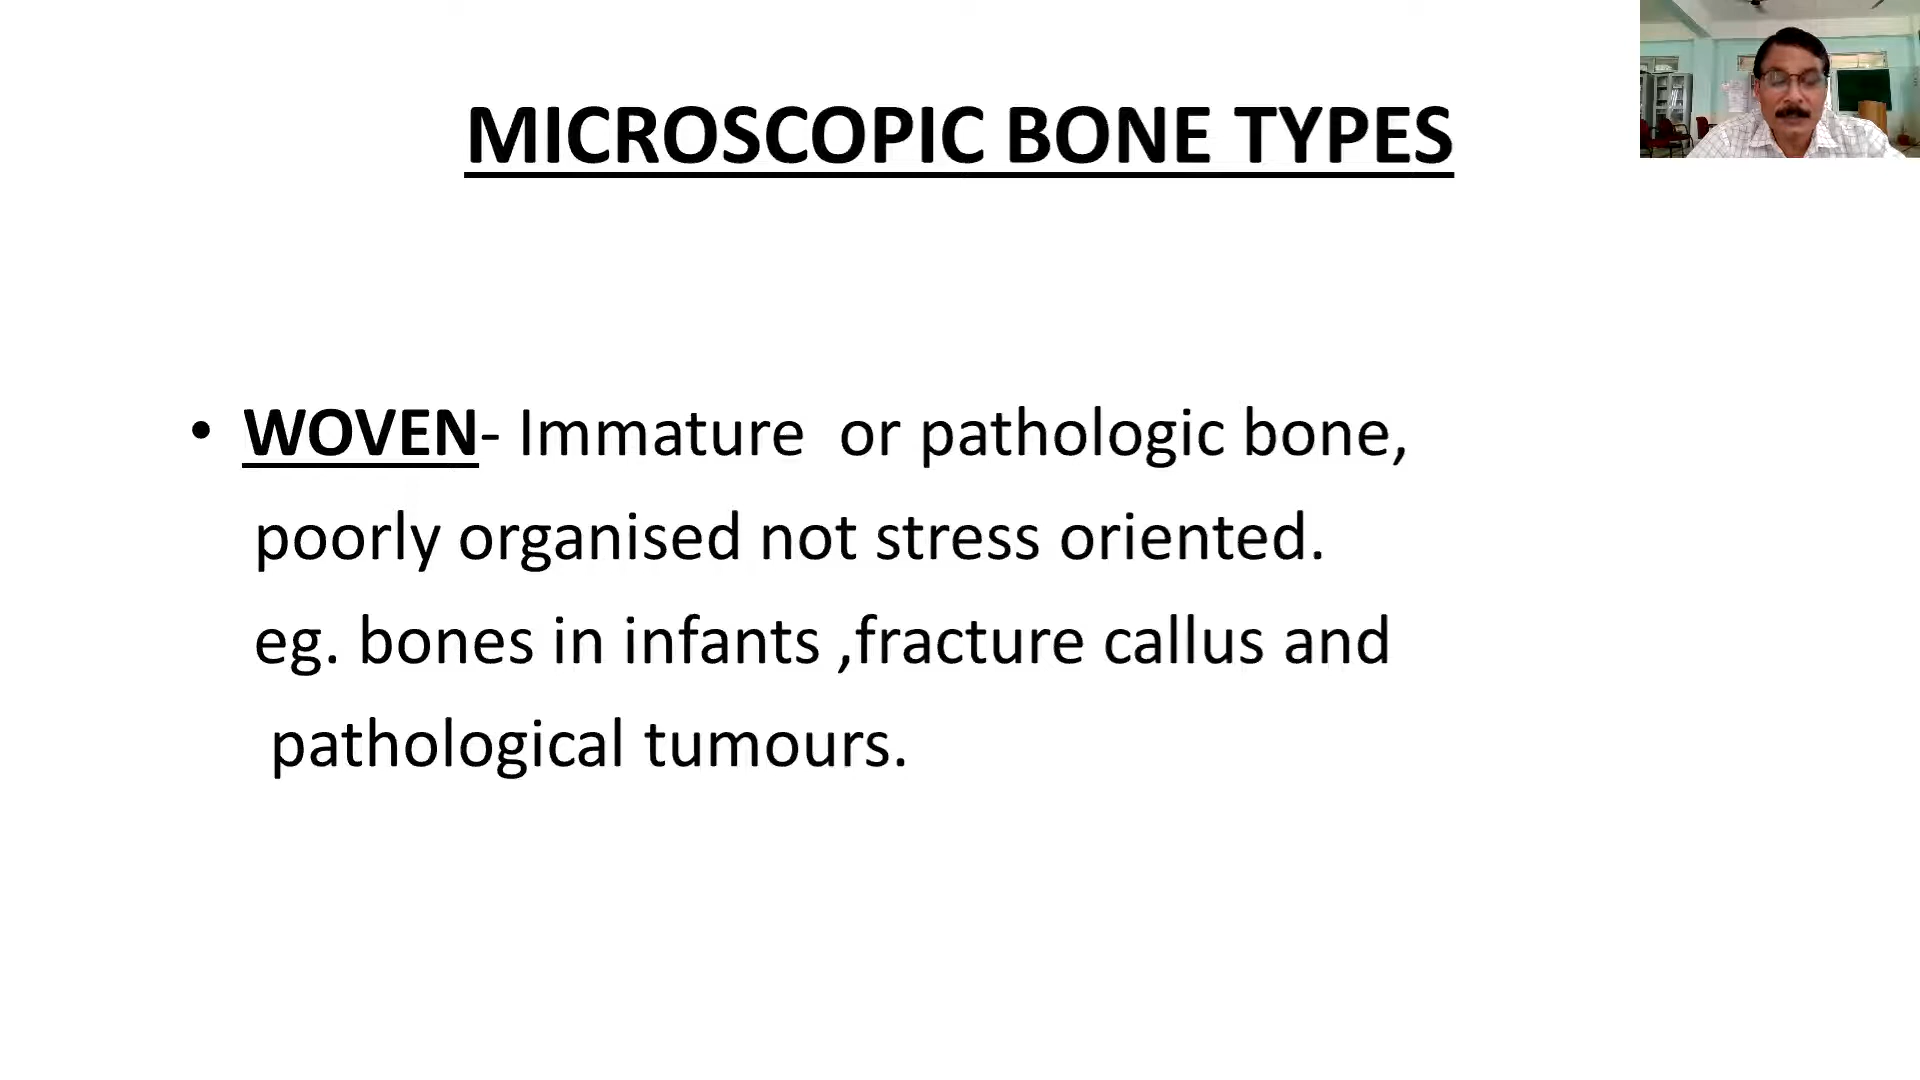 MICROSCOPIC BONE TYPES
• WOVEN- Immature  or pathologic bone,
poorly organised not stress oriented.
eg. bones in infants ,fracture callus and
pathological tumours.